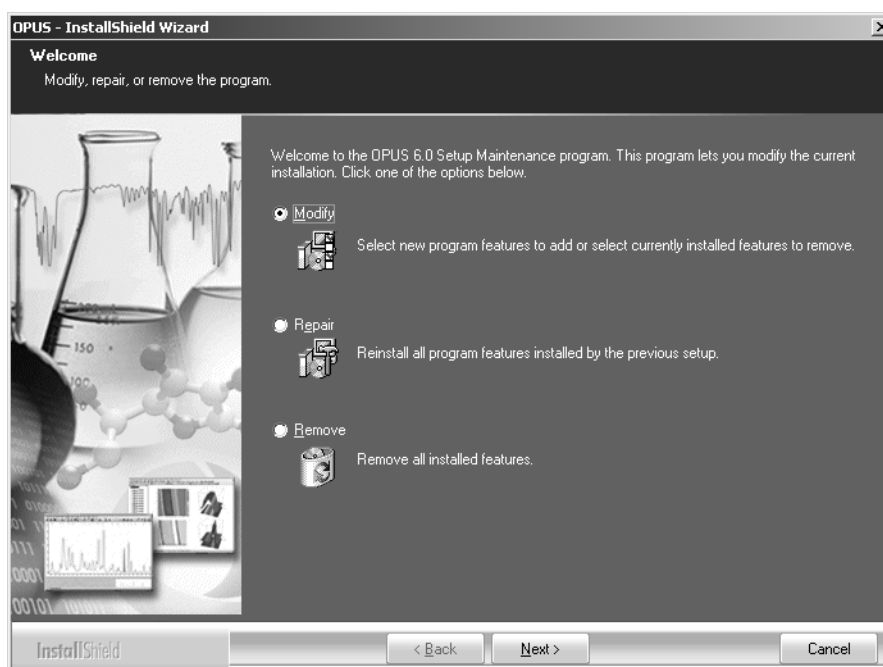 OPUS - InstallShield Wizard
Welcome
Modify, repair, or remove the program.
Welcome to the OPUS 6.0 Setup Maintenance program. This program lets you modify the current
installation. Click one of the options below.
Modify
Select new program features to add or select currently installed features to remove.
Repair
Reinstall all program features installed by the previous setup.
Remove
Remove all installed features.
150
100
InstallShield
< Back
Next >
Cancel